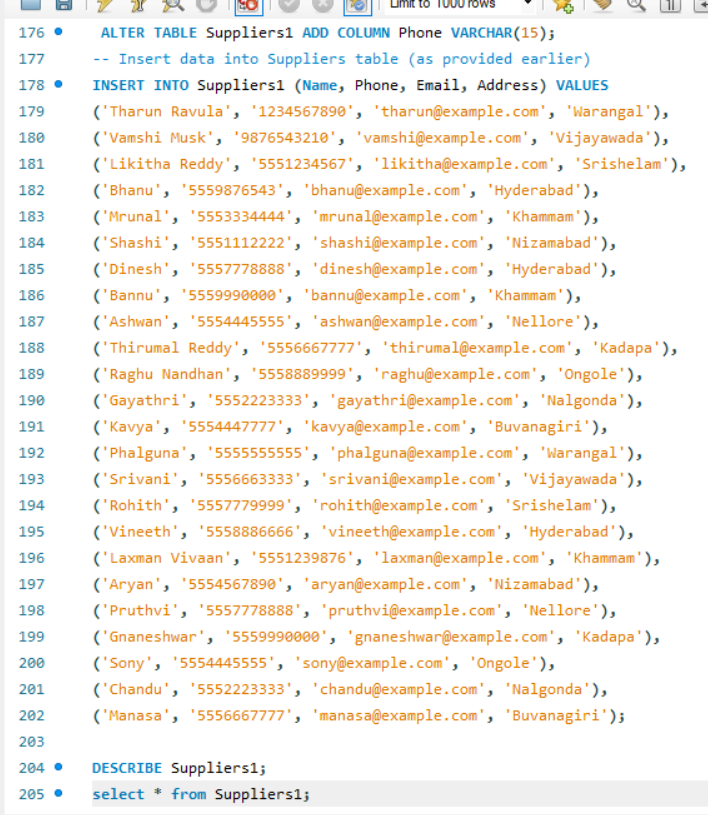 Limit to 1000 rows
176 ALTER TABLE Suppliers1 ADD COLUMN Phone VARCHAR(15);
177 -- Insert data into Suppliers table (as provided earlier)
178 INSERT INTO Suppliers1 (Name, Phone, Email, Address) VALUES
179 ('Tharun Ravula', '1234567890', 'tharun@example.com', 'Warangal'),
180 ('Vamshi Musk', '9876543210', 'vamshi@example.com', 'Vijayawada'),
181 ('Likitha Reddy', '5551234567', 'likitha@example.com', 'Srishelam'),
182 ('Bhanu', '5559876543', 'bhanu@example.com', 'Hyderabad'),
183 ('Mrunal', '5553334444', 'mrunal@example.com', 'Khammam'),
184 ('Shashi', '5551112222', 'shashi@example.com', 'Nizamabad'),
185 ('Dinesh', '5557778888', 'dinesh@example.com', 'Hyderabad'),
186 ('Bannu', '5559990000', 'bannu@example.com', 'Khammam'),
187 ('Ashwan', '5554445555', 'ashwan@example.com', 'Nellore'),
188 ('Thirumal Reddy', '5556667777', 'thirumal@example.com', 'Kadapa'),
189 ('Raghu Nandhan', '5558889999', 'raghu@example.com', 'Ongole'),
190 ('Gayathri', '5552223333', 'gayathri@example.com', 'Nalgonda'),
191 ('Kavya', '5554447777', 'kavya@example.com', 'Buvanagiri'),
192 ('Phalguna', '5555555555', 'phalguna@example.com', 'Warangal'),
193 ('Srivani', '5556663333', 'srivani@example.com', 'Vijayawada'),
194 ('Rohith', '5557779999', 'rohith@example.com', 'Srishelam'),
195 ('Vineeth', '5558886666', 'vineeth@example.com', 'Hyderabad'),
196 ('Laxman Vivaan', '5551239876', 'laxman@example.com', 'Khammam'),
197 ('Aryan', '5554567890', 'aryan@example.com', 'Nizamabad'),
198 ('Pruthvi', '5557778888', 'pruthvi@example.com', 'Nellore'),
199 ('Gnaneshwar', '5559990000', 'gnaneshwar@example.com', 'Kadapa'),
200 ('Sony', '5554445555', 'sony@example.com', 'Ongole'),
201 ('Chandu', '5552223333', 'chandu@example.com', 'Nalgonda'),
202 ('Manasa', '5556667777', 'manasa@example.com', 'Buvanagiri');
203
204 DESCRIBE Suppliers1;
205 select * from Suppliers1;